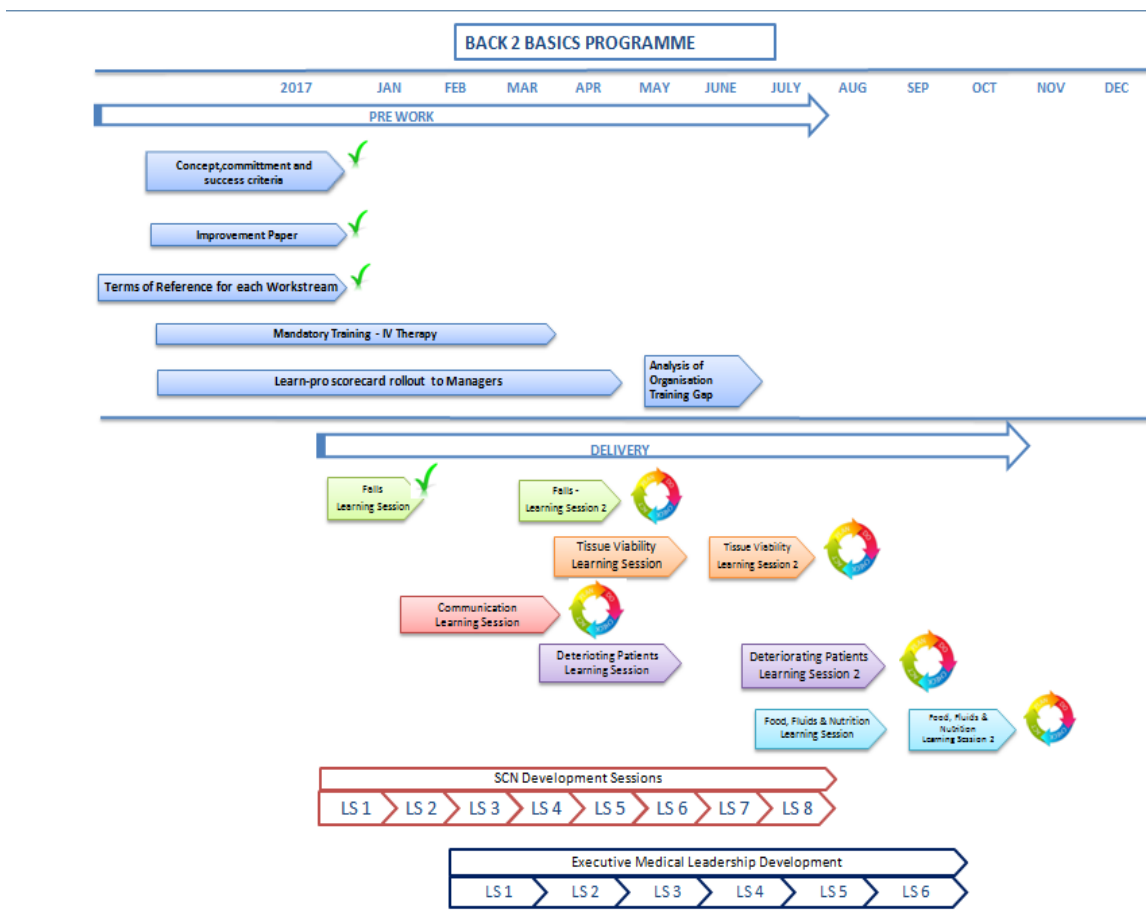 BACK 2 BASICS PROGRAMME
2017 JAN FEB MAR APR MAY JUNE JULY AUG SEP OCT NOV DEC
PRE WORK
Concept,committment and
success criteria
Improvement Paper
Terms of Reference for each Workstream
Mandatory Training - IV Therapy
Learn-pro scorecard rollout to Managers
Analysis of
Organisation
Training Gap
DELIVERY
Falls
Learning Session
Falls -
Learning Session 2
Tissue Viability
Learning Session
Tissue Viability
Learning Session 2
Communication
Learning Session
Deterioting Patients
Learning Session
Deteriorating Patients
Learning Session 2
Food, Fluids & Nutrition
Learning Session
Food, Fluids &
Nutrition
Learning Session 2
SCN Development Sessions
LS 1 LS 2 LS 3 LS 4 LS 5 LS 6 LS 7 LS 8
Executive Medical Leadership Development
LS 1 LS 2 LS 3 LS 4 LS 5 LS 6